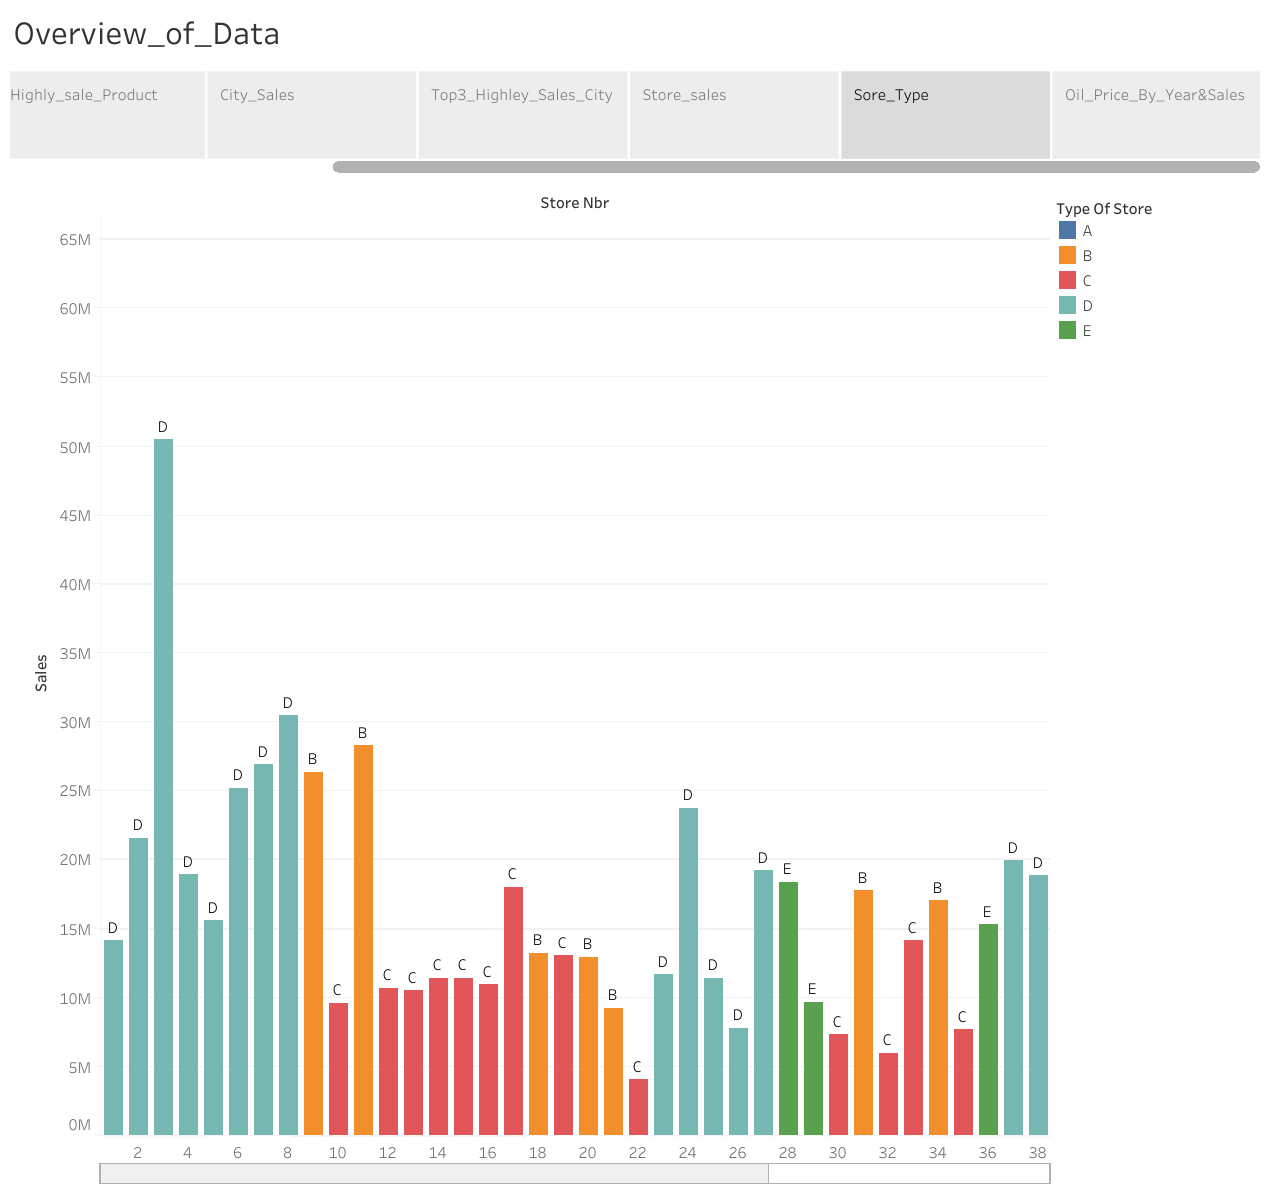 Overview_of_Data
Highly_sale_Product
City_Sales
Top3_Highley_Sales_City
Store_sales
Sore_Type
Oil_Price_By_Year&Sales
Store Nbr
Type Of Store
A
B
C
D
E
65M
60M
55M
50M
45M
40M
35M
30M
25M
20M
15M
10M
5M
0M
Sales
D
D
D
D
D
D
D
D
B
C
B
C
C
C
C
C
C
B
C
B
B
C
D
D
D
D
D
E
E
C
B
C
C
B
C
E
D
D
2 4 6 8 10 12 14 16 18 20 22 24 26 28 30 32 34 36 38